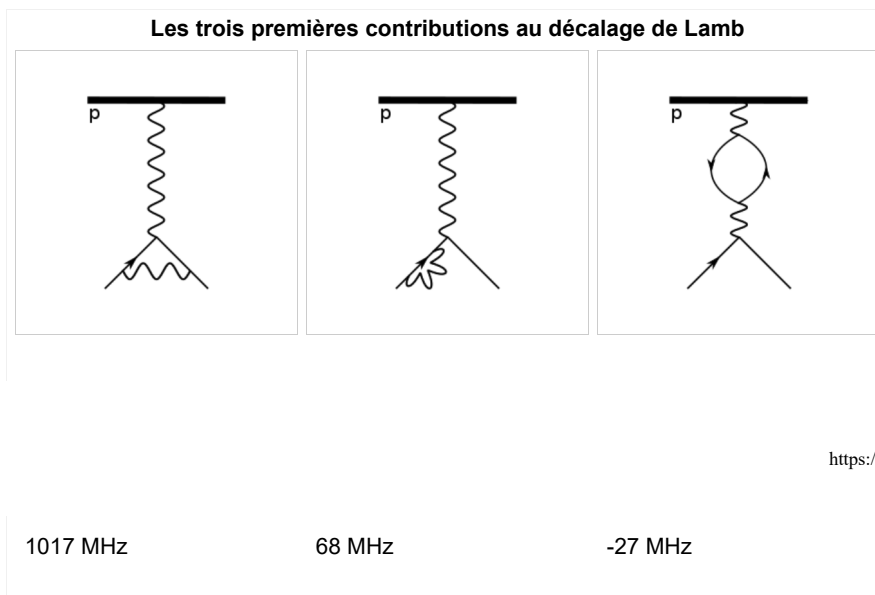 Les trois premières contributions au décalage de Lamb
p
p
p
https:/
1017 MHz
68 MHz
-27 MHz